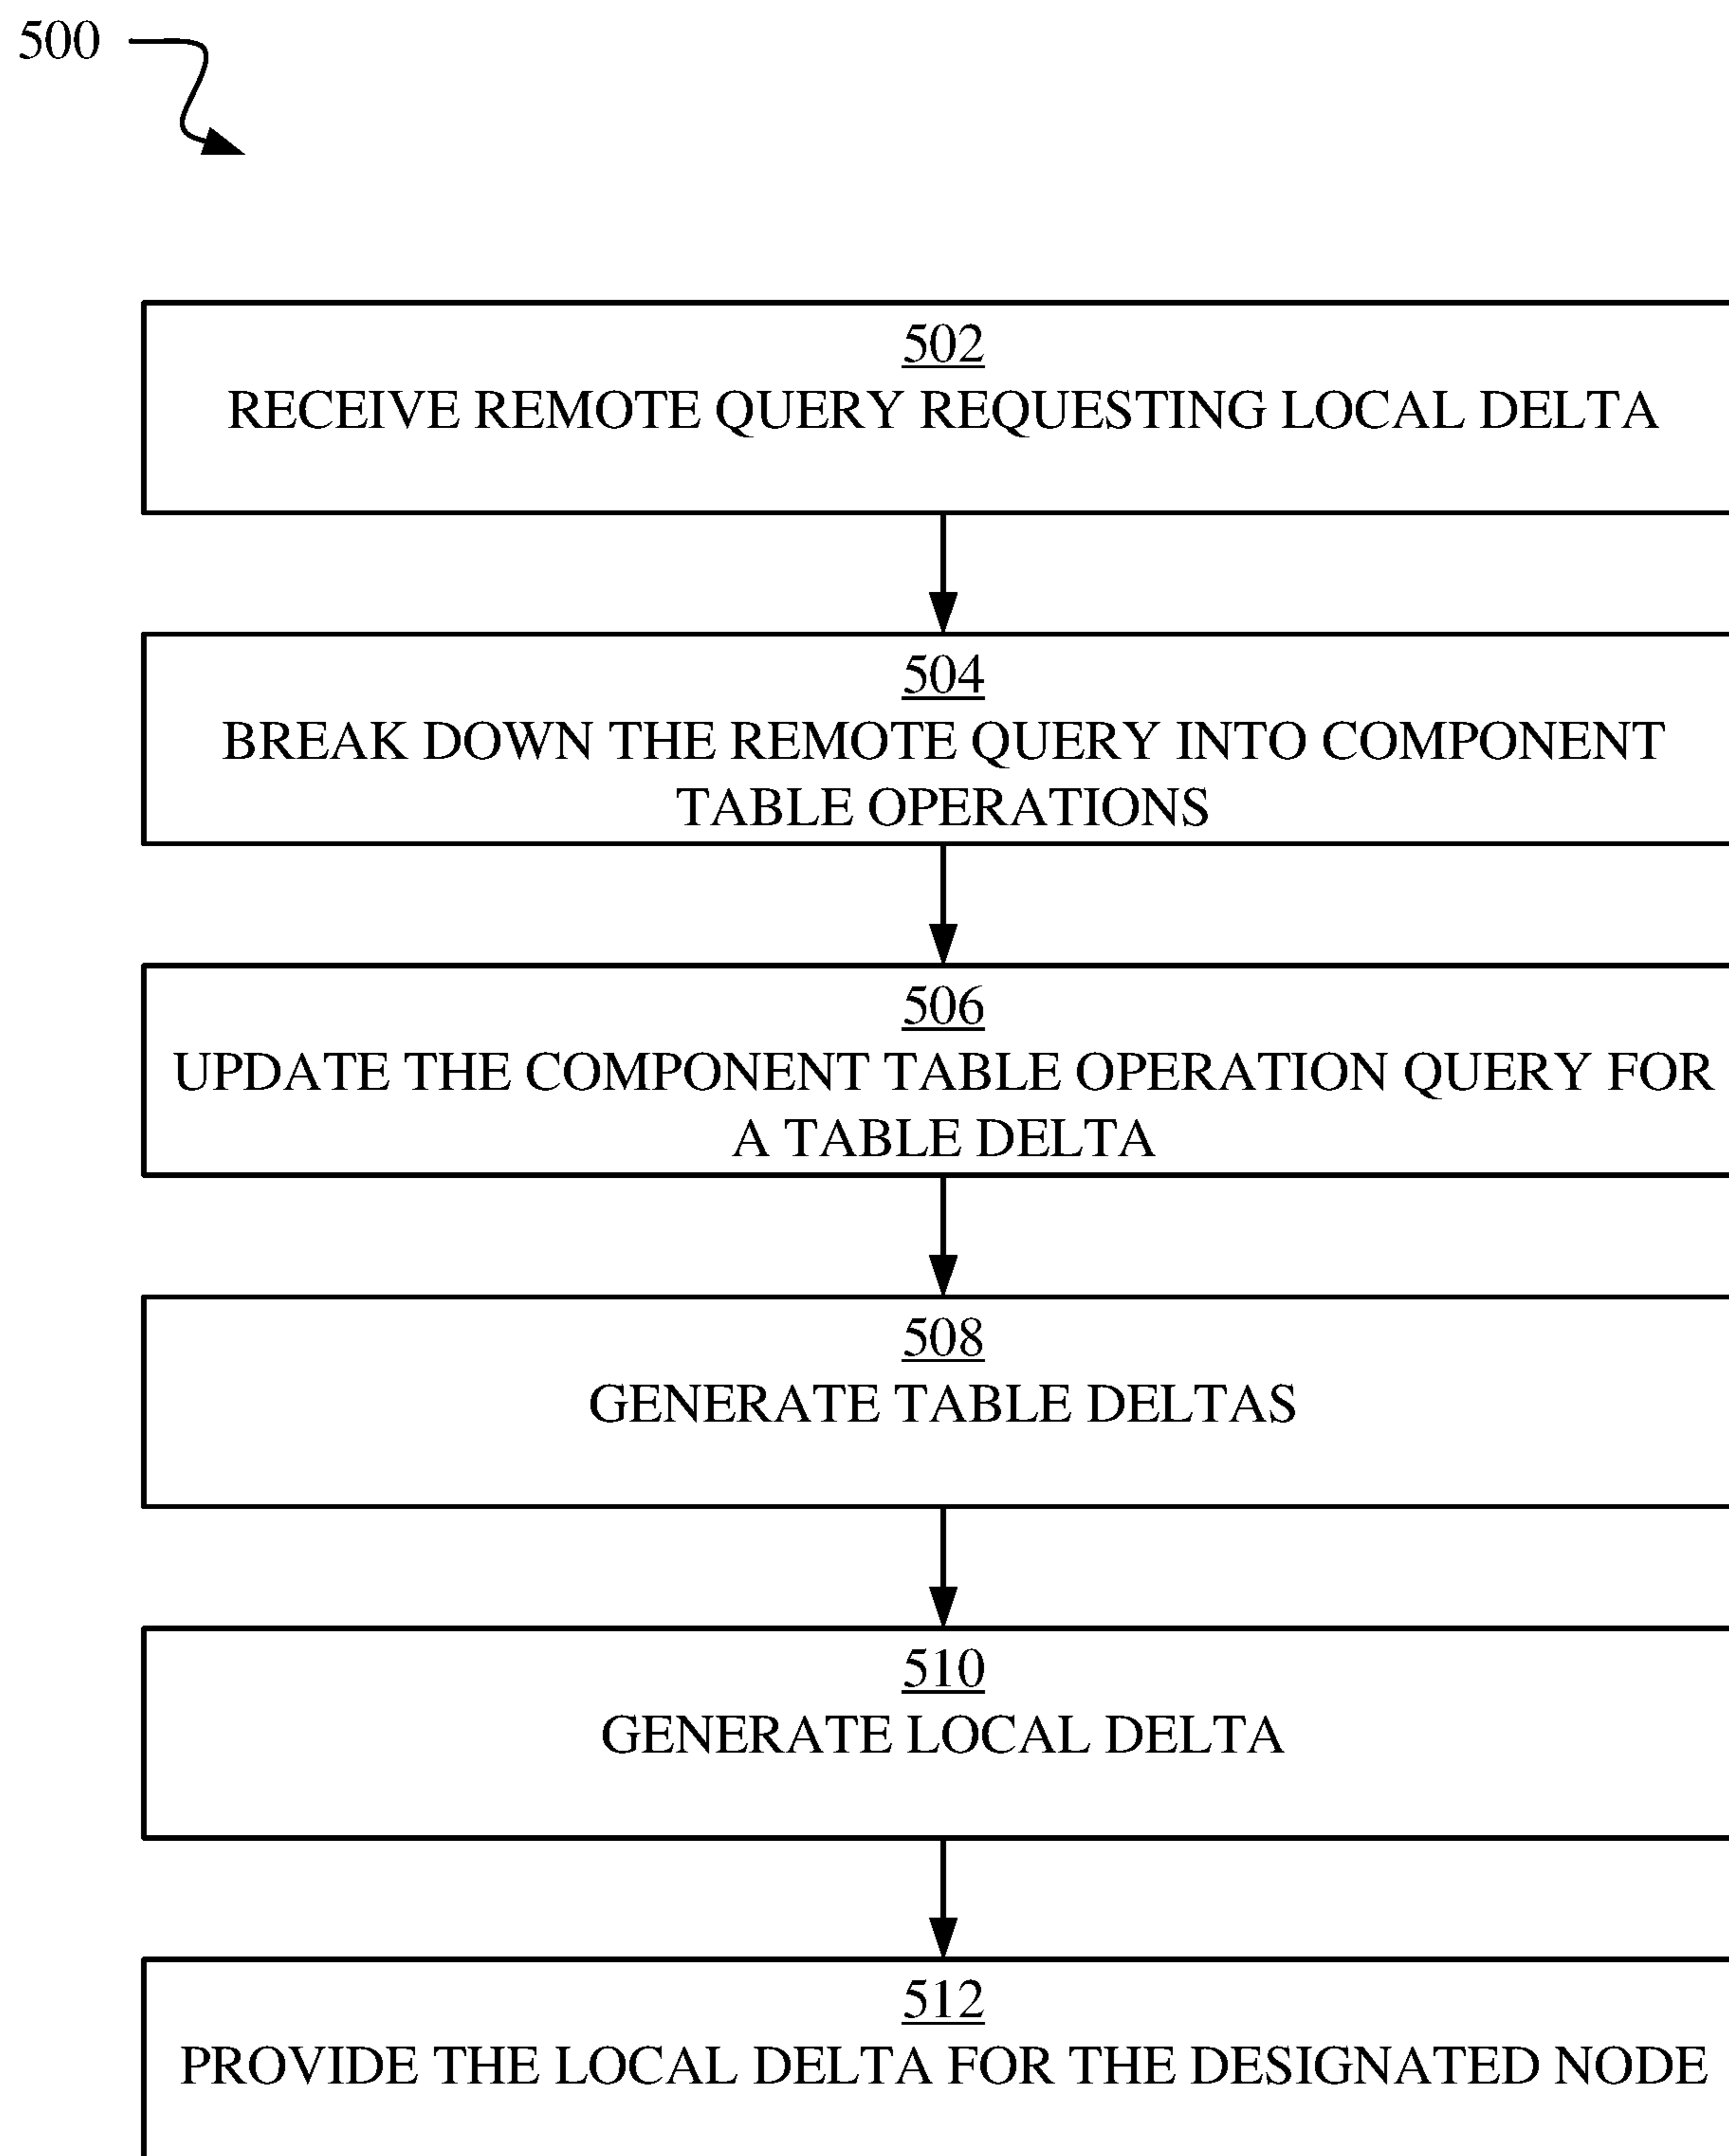 500
502
RECEIVE REMOTE QUERY REQUESTING LOCAL DELTA
504
BREAK DOWN THE REMOTE QUERY INTO COMPONENT
TABLE OPERATIONS
506
UPDATE THE COMPONENT TABLE OPERATION QUERY FOR
A TABLE DELTA
508
GENERATE TABLE DELTAS
510
GENERATE LOCAL DELTA
512
PROVIDE THE LOCAL DELTA FOR THE DESIGNATED NODE